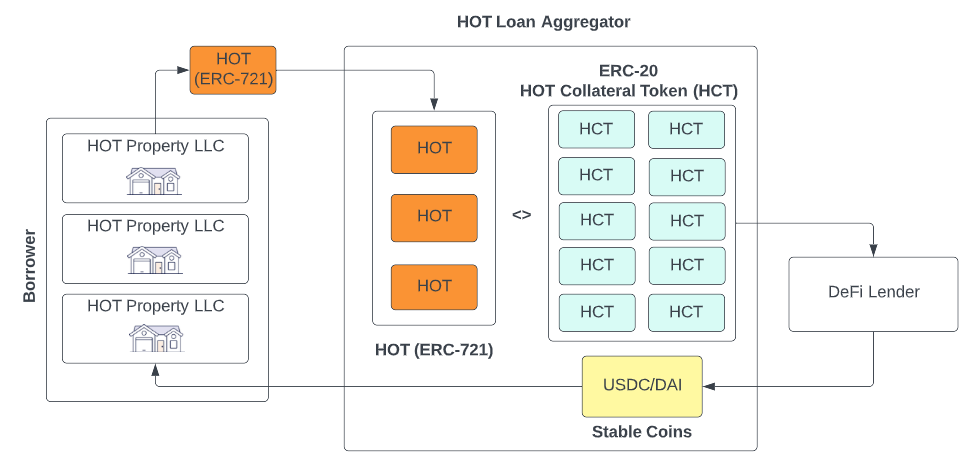 HOT Loan Aggregator
HOT
(ERC-721)
ERC-20
HOT Collateral Token (HCT)
Borrower
HOT Property LLC
HOT Property LLC
HOT Property LLC
HOT
HOT
HOT
HOT (ERC-721)
<>
HCT HCT
HCT HCT
HCT HCT
HCT HCT
HCT HCT
DeFi Lender
USDC/DAI
Stable Coins